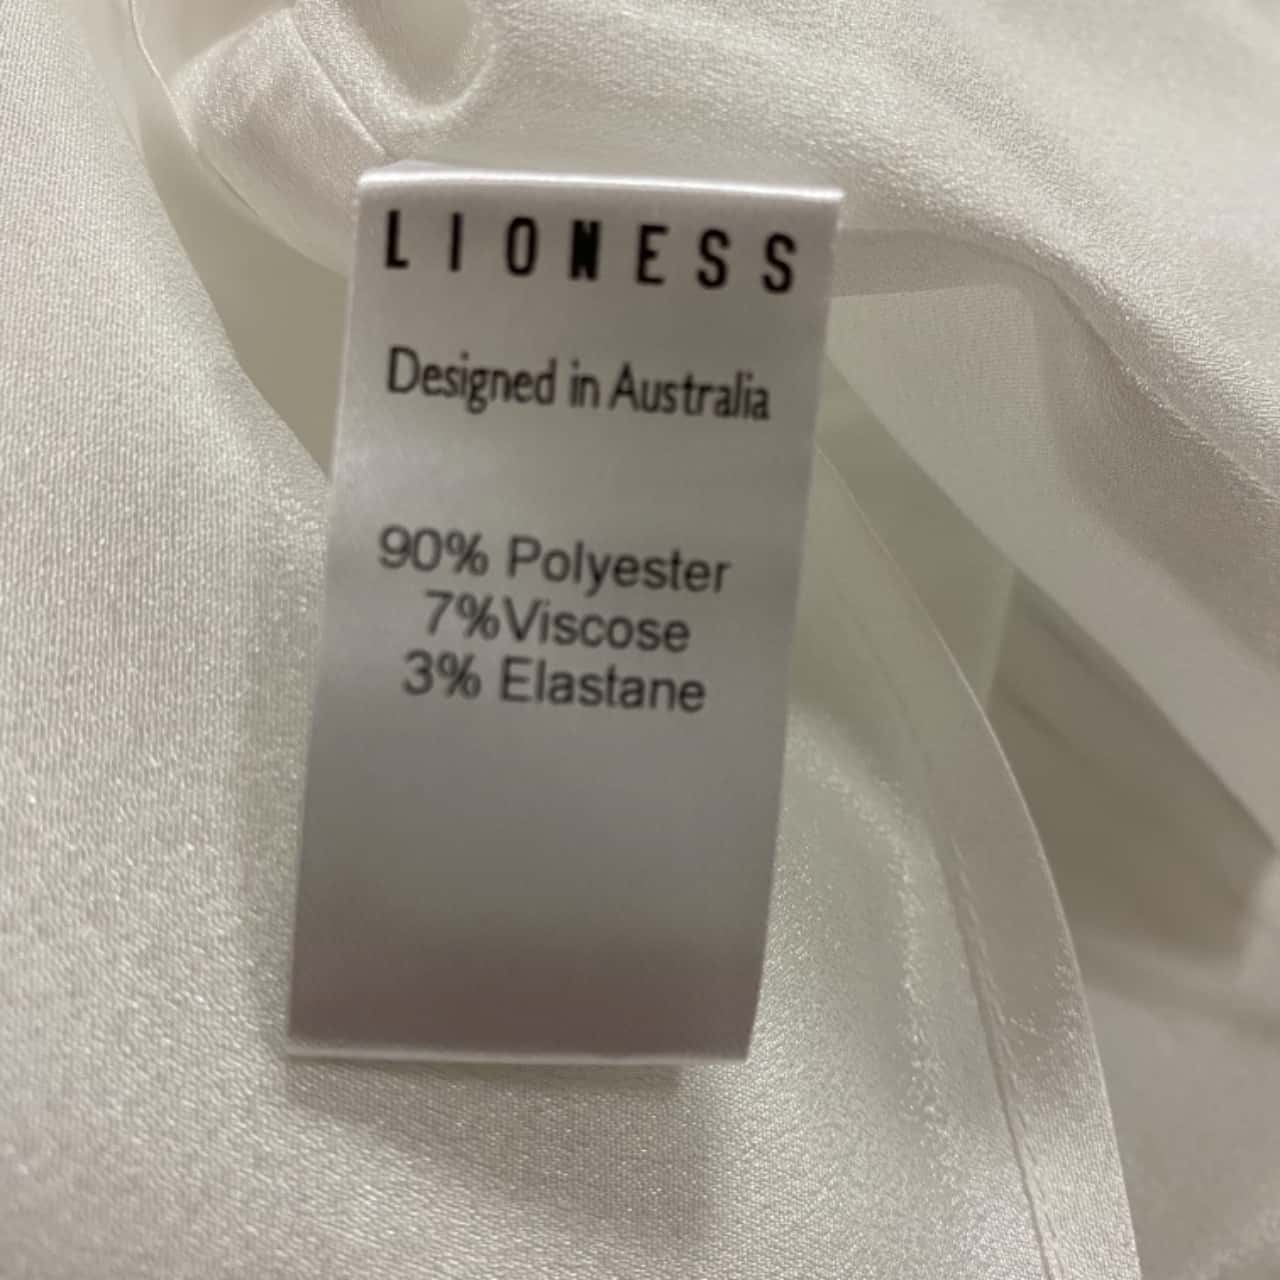 LIONESS
Designed in Australia
90% Polyester
7%Viscose
3% Elastane